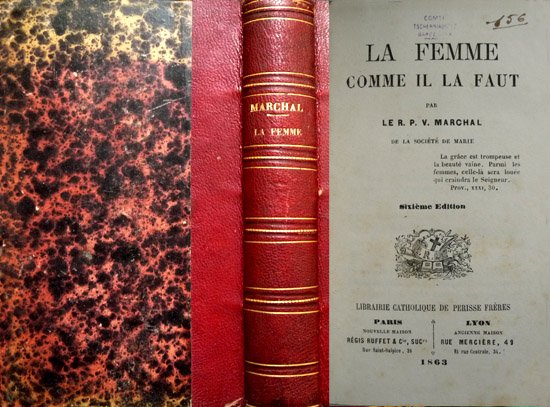 MARCHAL
LA FEMME
156.
LA FEMME
COMME IL LA FAUT
PAR
LE R. P. V. MARCHAL
DE LA SOCIÉTÉ DE MARIE
La grâce est trompeuse et
la beauté vaine. Parmi les
femmes, celle-là sera louée
qui craindra le Seigneur.
Prov., XXXI, 30.
Sixième Edition
LIBRAIRIE CATHOLIQUE DE PERISSE FRÈRES
PARIS
NOUVELLE MAISON
RÉGIS RUFFET & Cie, SUCrs
Rue Saint-Sulpice, 38
LYON
ANCIENNE MAISON
RUE MERCIÈRE, 49
Et rue Centrale, 34.
1863